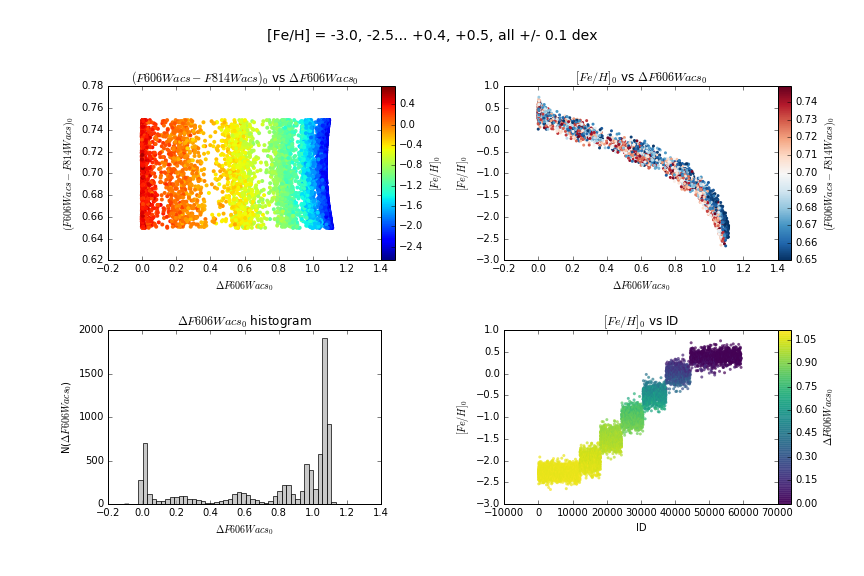 [Fe/H] = -3.0, -2.5... +0.4, +0.5, all +/- 0.1 dex
(F606Wacs − F814Wacs)₀ vs ΔF606Wacs₀
0.78
0.76
0.74
0.72
0.70
0.68
0.66
0.64
0.62
(F606Wacs − F814Wacs)₀
−0.2 0.0 0.2 0.4 0.6 0.8 1.0 1.2 1.4
ΔF606Wacs₀
0.4
0.0
−0.4
−0.8
−1.2
−1.6
−2.0
−2.4
[Fe/H]₀
[Fe/H]₀ vs ΔF606Wacs₀
1.0
0.5
0.0
−0.5
−1.0
−1.5
−2.0
−2.5
−3.0
[Fe/H]₀
−0.2 0.0 0.2 0.4 0.6 0.8 1.0 1.2 1.4
ΔF606Wacs₀
0.74
0.73
0.72
0.71
0.70
0.69
0.68
0.67
0.66
0.65
(F606Wacs − F814Wacs)₀
ΔF606Wacs₀ histogram
2000
1500
1000
500
0
N(ΔF606Wacs₀)
−0.2 0.0 0.2 0.4 0.6 0.8 1.0 1.2 1.4
ΔF606Wacs₀
[Fe/H]₀ vs ID
1.0
0.5
0.0
−0.5
−1.0
−1.5
−2.0
−2.5
−3.0
[Fe/H]₀
−10000 0 10000 20000 30000 40000 50000 60000 70000
ID
1.05
0.90
0.75
0.60
0.45
0.30
0.15
0.00
ΔF606Wacs₀